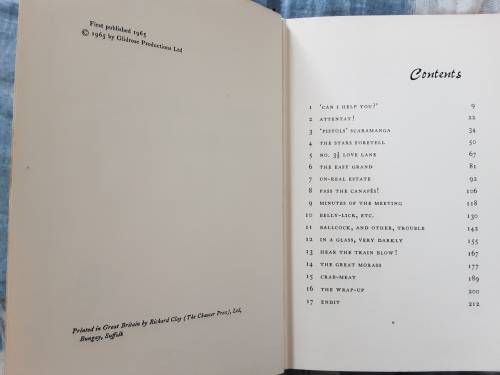 First published 1965
© 1965 by Glidrose Productions Ltd
Printed in Great Britain by Richard Clay (The Chaucer Press), Ltd,
Bungay, Suffolk
Contents
1 'CAN I HELP YOU?' 9
2 ATTENTAT! 22
3 'PISTOLS' SCARAMANGA 34
4 THE STARS FORETELL 50
5 NO. 3½ LOVE LANE 67
6 THE EASY GRAND 81
7 UN-REAL ESTATE 92
8 PASS THE CANAPÉS! 106
9 MINUTES OF THE MEETING 118
10 BELLY-LICK, ETC. 130
11 BALLCOCK, AND OTHER, TROUBLE 142
12 IN A GLASS, VERY DARKLY 155
13 HEAR THE TRAIN BLOW! 167
14 THE GREAT MORASS 177
15 CRAB-MEAT 189
16 THE WRAP-UP 200
17 ENDIT 212